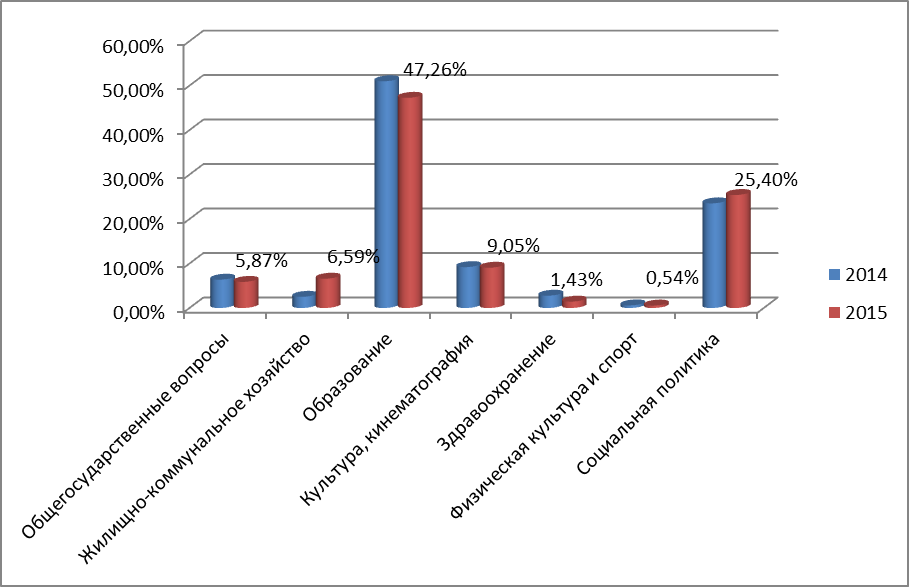 60,00%
50,00%
40,00%
30,00%
20,00%
10,00%
0,00%
5,87%
6,59%
47,26%
9,05%
1,43%
0,54%
25,40%
Общегосударственные вопросы
Жилищно-коммунальное хозяйство
Образование
Культура, кинематография
Здравоохранение
Физическая культура и спорт
Социальная политика
2014
2015